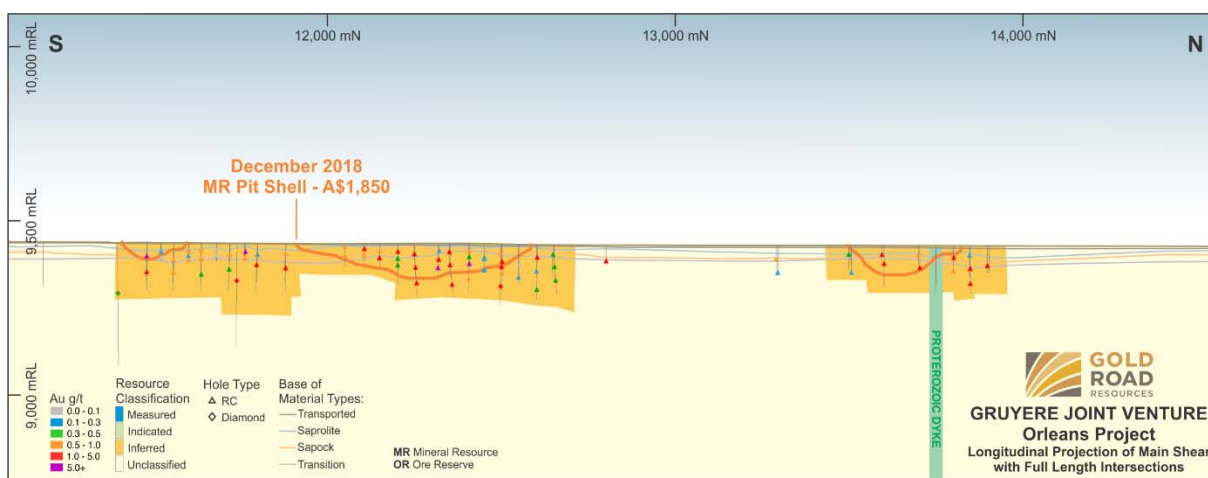 12,000 mN
13,000 mN
14,000 mN
S
N
10,000 mRL
December 2018
MR Pit Shell - A$1,850
9,500 mRL
9,000 mRL
PROTEROZOIC DYKE
Au g/t
0.0 - 0.1
0.1 - 0.3
0.3 - 0.5
0.5 - 1.0
1.0 - 5.0
5.0+
Resource
Classification
Measured
Indicated
Inferred
Unclassified
Hole Type
RC
Diamond
Base of
Material Types:
Transported
Saprolite
Sapock
Transition
MR Mineral Resource
OR Ore Reserve
GOLD
ROAD
RESOURCES
GRUYERE JOINT VENTURE
Orleans Project
Longitudinal Projection of Main Shear
with Full Length Intersections